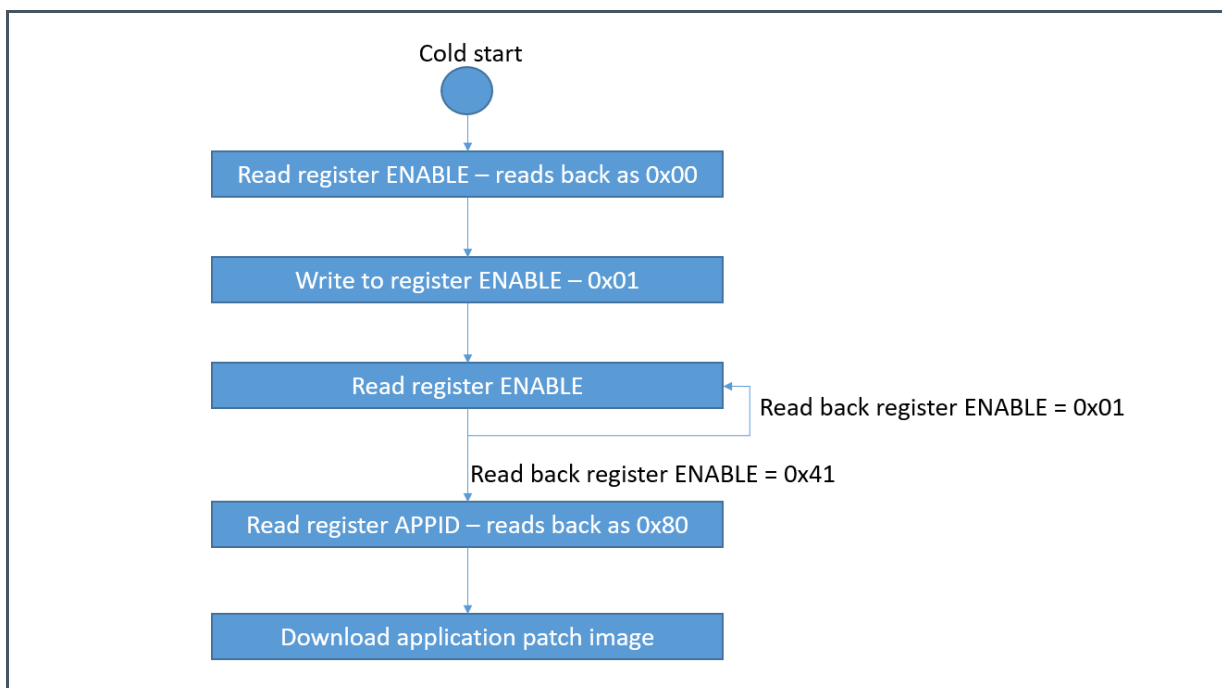 Cold start
Read register ENABLE – reads back as 0x00
Write to register ENABLE – 0x01
Read register ENABLE
Read back register ENABLE = 0x01
Read back register ENABLE = 0x41
Read register APPID – reads back as 0x80
Download application patch image